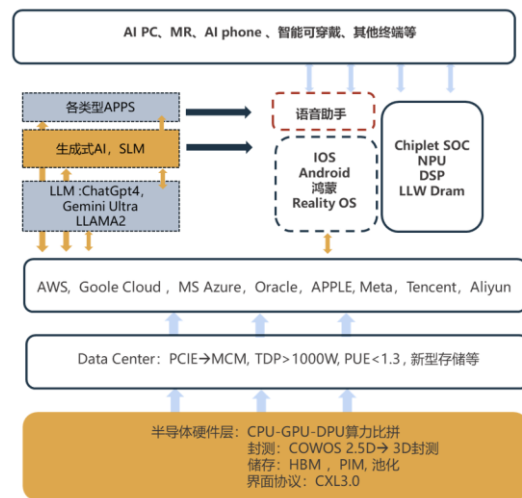 AI PC、MR、AI phone 、智能可穿戴、其他终端等
各类型APPS
语音助手
生成式AI，SLM
LLM :ChatGpt4,
Gemini Ultra
LLAMA2
IOS
Android
鸿蒙
Reality OS
Chiplet SOC
NPU
DSP
LLW Dram
AWS, Goole Cloud , MS Azure, Oracle, APPLE, Meta, Tencent, Aliyun
Data Center：PCIE→MCM, TDP>1000W, PUE<1.3 , 新型存储等
半导体硬件层：CPU-GPU-DPU算力比拼
封测：COWOS 2.5D→ 3D封测
储存：HBM ，PIM, 池化
界面协议：CXL3.0